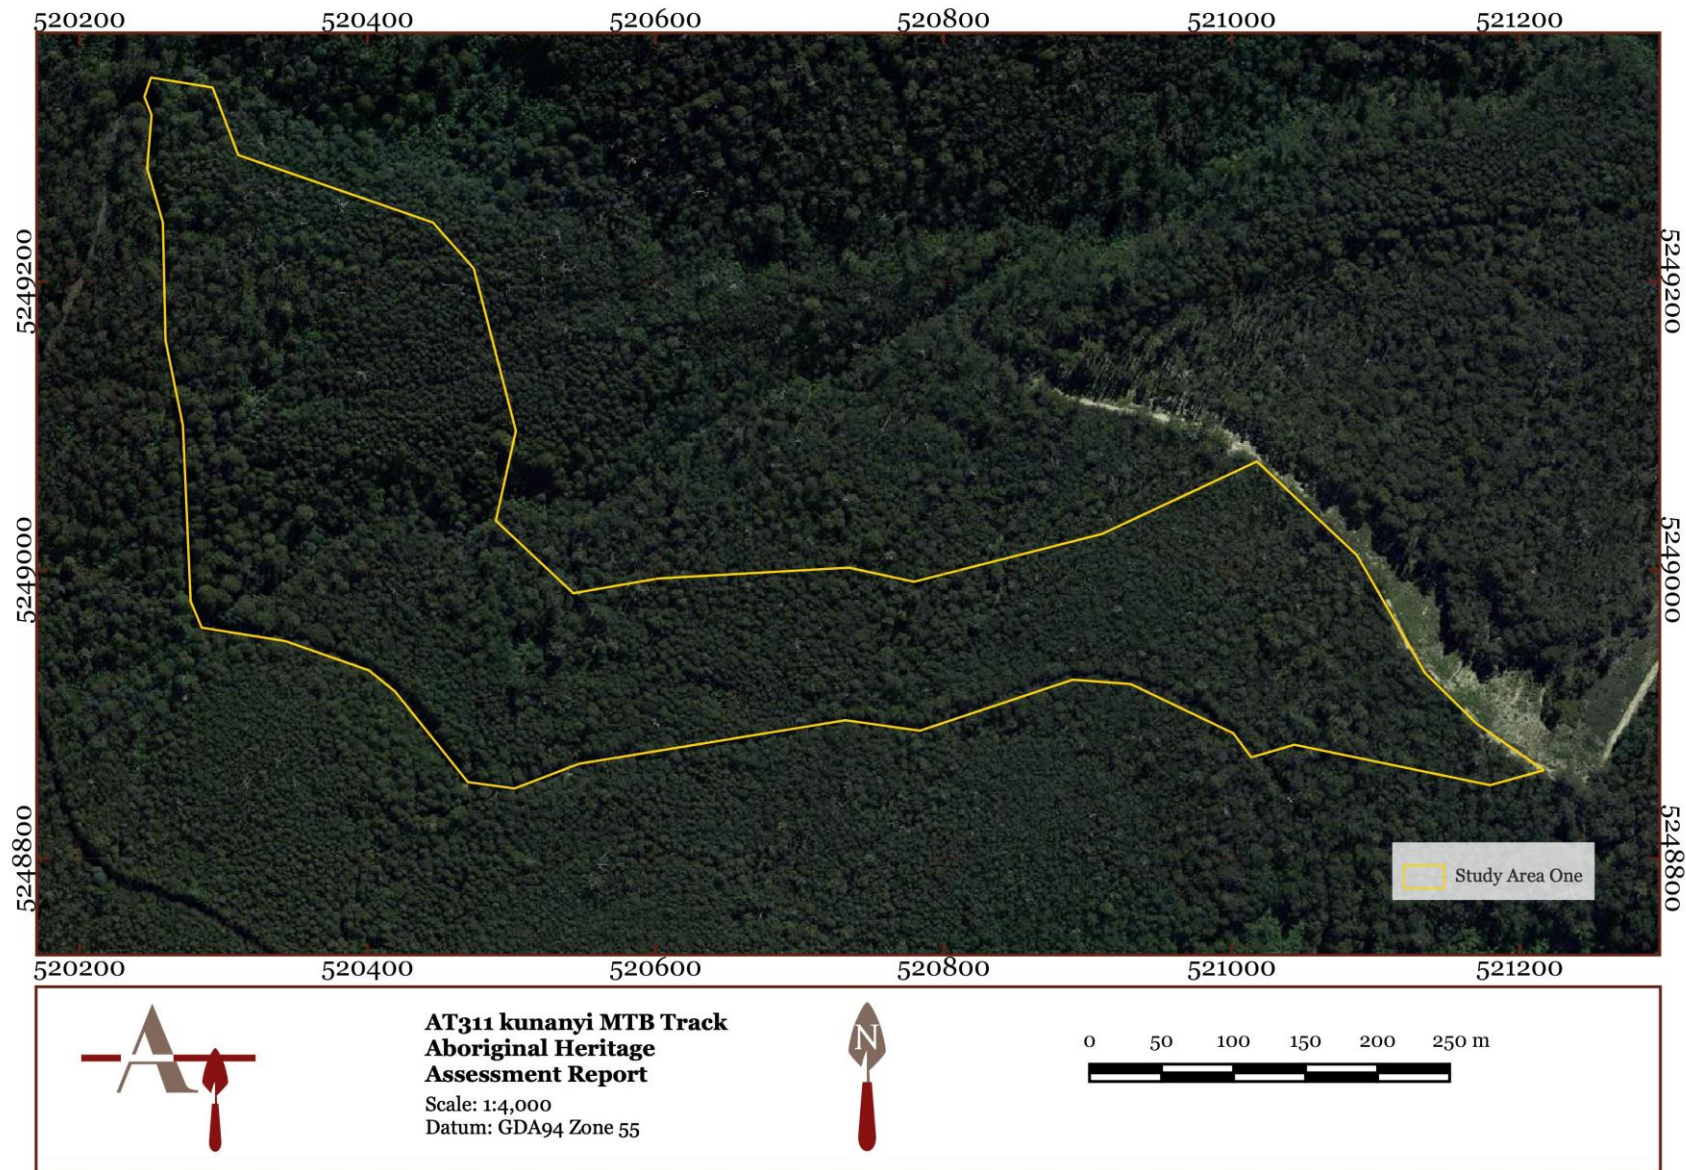 520200 520400 520600 520800 521000 521200
5249200 5249200
5249000 5249000
5248800 5248800
Study Area One
520200 520400 520600 520800 521000 521200
AT311 kunanyi MTB Track
Aboriginal Heritage
Assessment Report
Scale: 1:4,000
Datum: GDA94 Zone 55
A
N
0 50 100 150 200 250 m